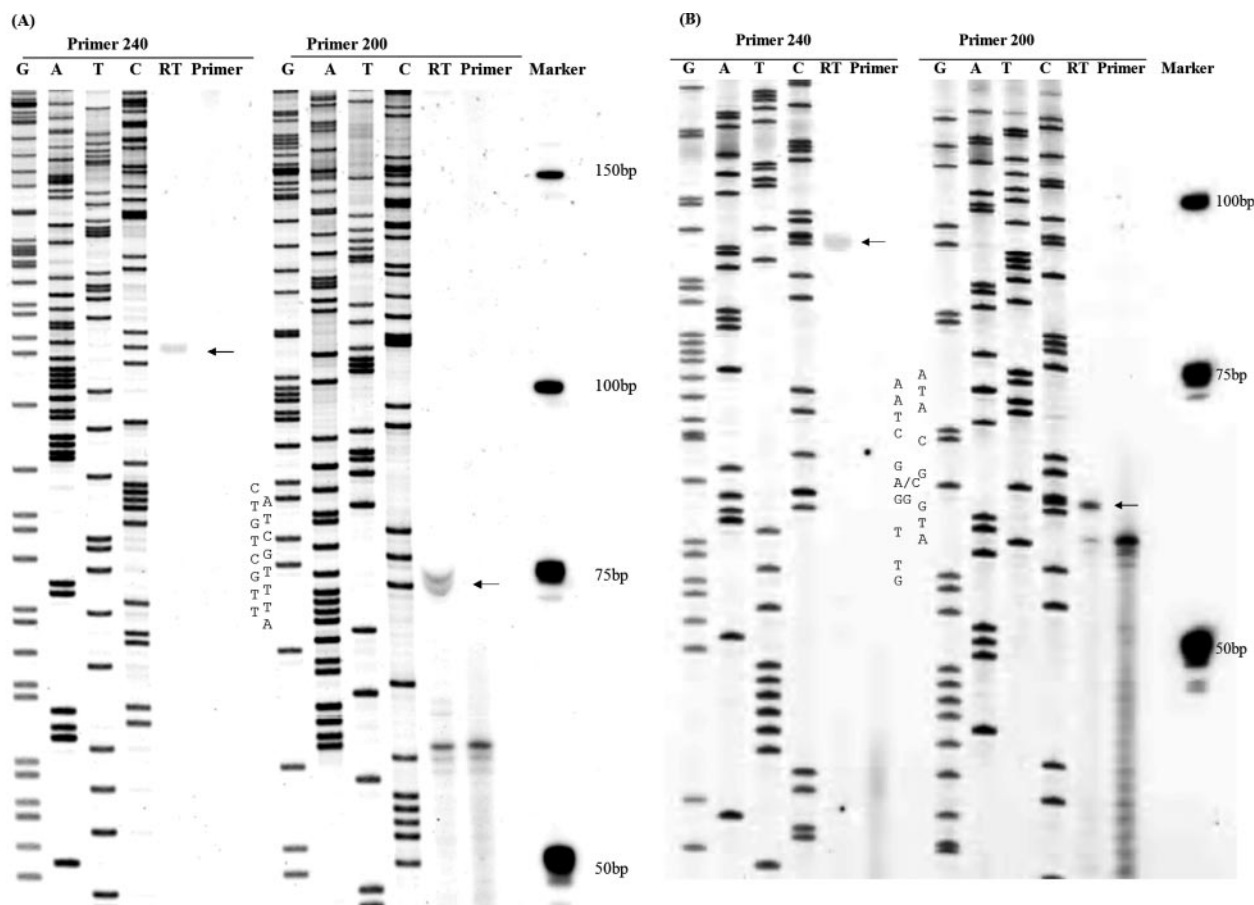 (A)
Primer 240
Primer 200
G A T C RT Primer
G A T C RT Primer Marker
150bp
100bp
75bp
50bp
C
T
G
T
C
G
T
T
A
T
C
G
T
T
T
A
(B)
Primer 240
Primer 200
G A T C RT Primer
G A T C RT Primer Marker
100bp
75bp
50bp
A
A
T
C
G
A/C
GG
T
T
G
A
T
A
C
G
G
T
A